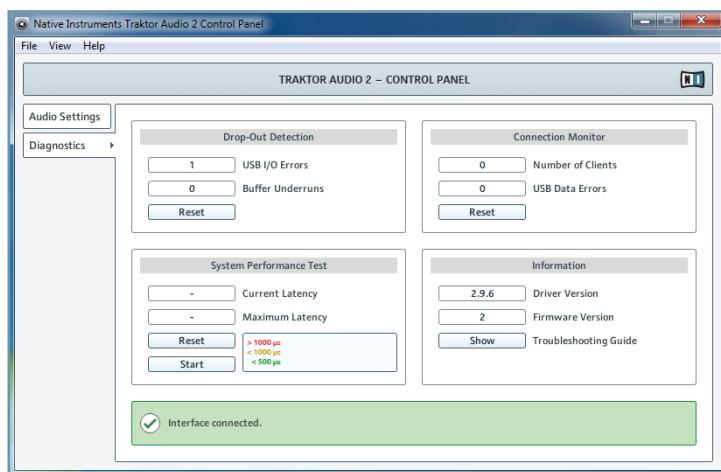 Native Instruments Traktor Audio 2 Control Panel
File View Help
TRAKTOR AUDIO 2 – CONTROL PANEL
NI
Audio Settings
Diagnostics
Drop-Out Detection
1 USB I/O Errors
0 Buffer Underruns
Reset
Connection Monitor
0 Number of Clients
0 USB Data Errors
Reset
System Performance Test
- Current Latency
- Maximum Latency
Reset
Start
> 1000 µs
< 1000 µs
< 500 µs
Information
2.9.6 Driver Version
2 Firmware Version
Show Troubleshooting Guide
Interface connected.